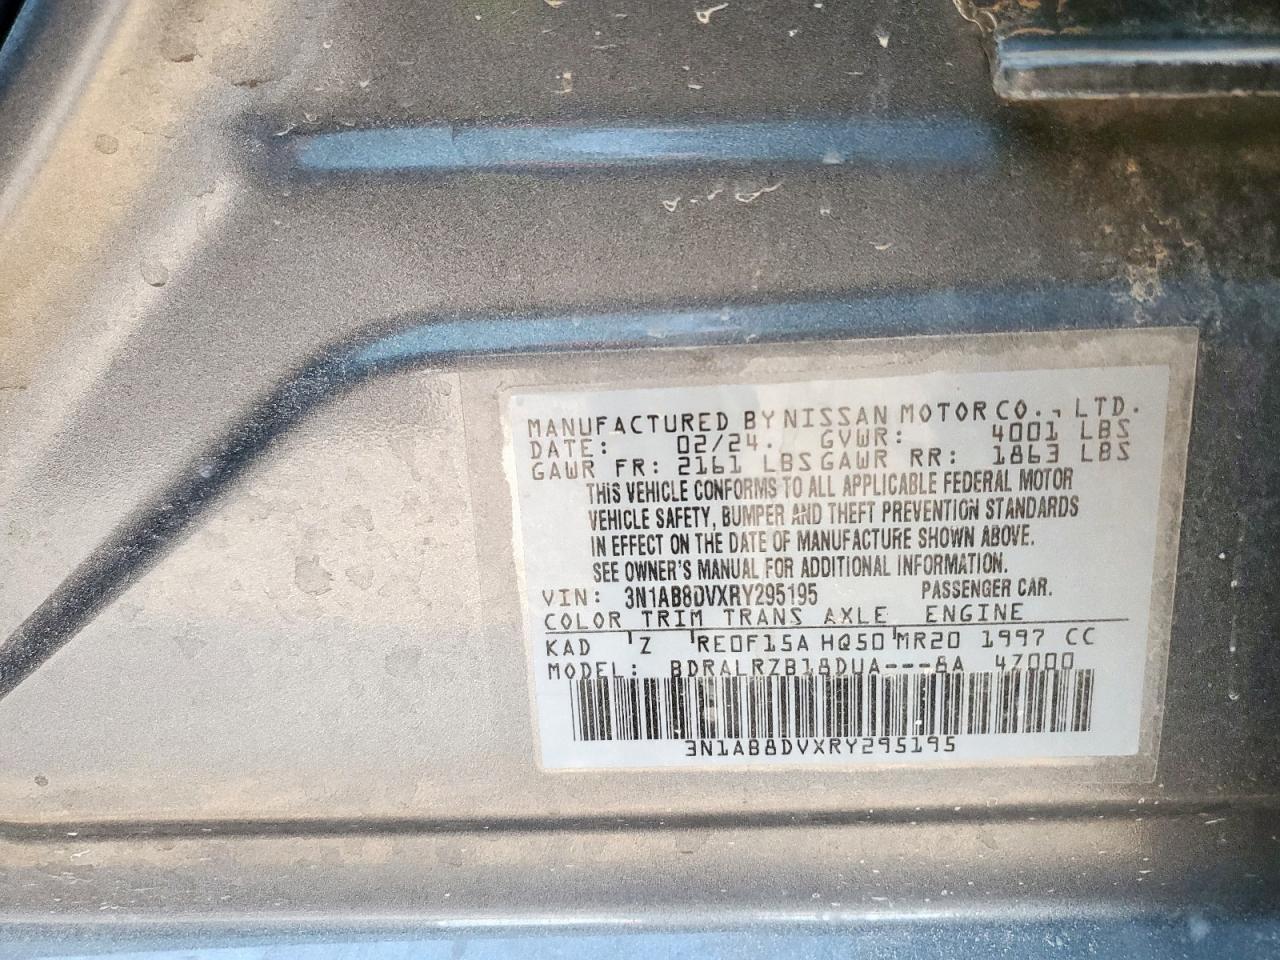 MANUFACTURED BY NISSAN MOTOR CO., LTD.
DATE: 02/24. GVWR: 4001 LBS
GAWR FR: 2161 LBS GAWR RR: 1863 LBS
THIS VEHICLE CONFORMS TO ALL APPLICABLE FEDERAL MOTOR
VEHICLE SAFETY, BUMPER AND THEFT PREVENTION STANDARDS
IN EFFECT ON THE DATE OF MANUFACTURE SHOWN ABOVE.
SEE OWNER'S MANUAL FOR ADDITIONAL INFORMATION.
VIN: 3N1AB8DVXRY295195 PASSENGER CAR.
COLOR TRIM TRANS AXLE ENGINE
KAD Z RE0F15A HQ50 MR20 1997 CC
MODEL: BDRALRZB18DUA---8A 4Z000
3N1AB8DVXRY295195